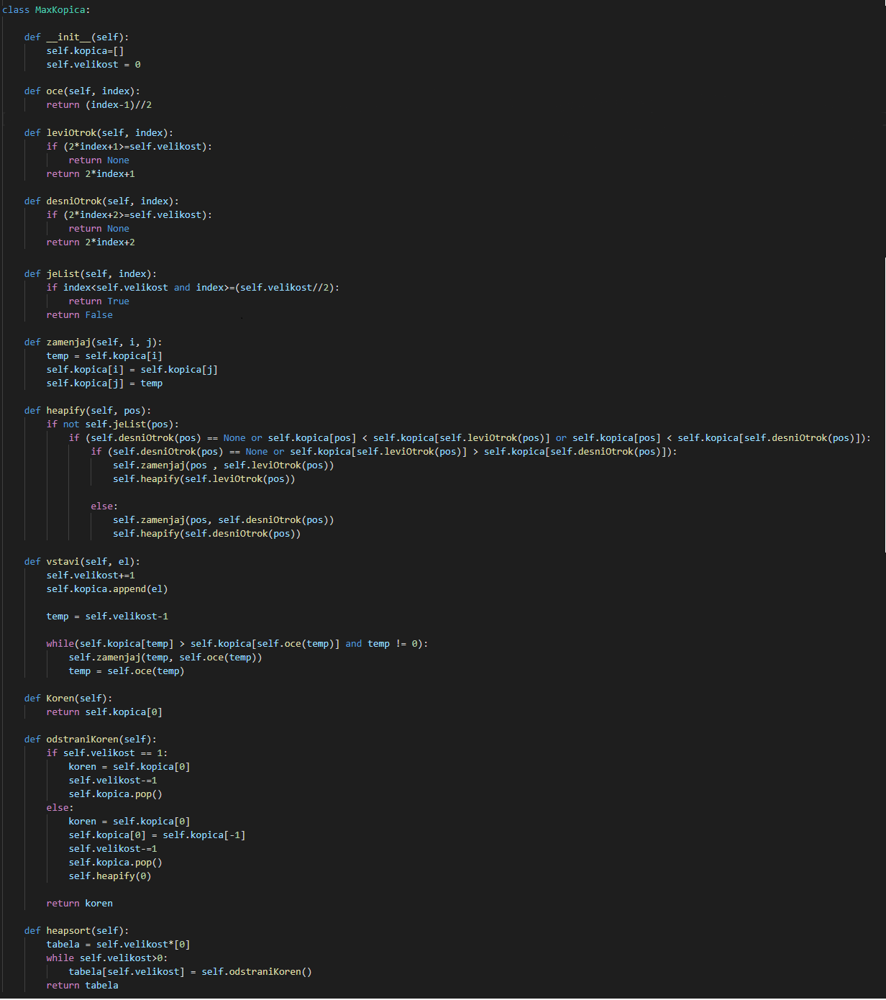 class MaxKopica:
def __init__(self):
self.kopica=[]
self.velikost = 0
def oce(self, index):
return (index-1)//2
def leviOtrok(self, index):
if (2*index+1>=self.velikost):
return None
return 2*index+1
def desniOtrok(self, index):
if (2*index+2>=self.velikost):
return None
return 2*index+2
def jeList(self, index):
if index<self.velikost and index>=(self.velikost//2):
return True
return False
def zamenjaj(self, i, j):
temp = self.kopica[i]
self.kopica[i] = self.kopica[j]
self.kopica[j] = temp
def heapify(self, pos):
if not self.jeList(pos):
if (self.desniOtrok(pos) == None or self.kopica[pos] < self.kopica[self.leviOtrok(pos)] or self.kopica[pos] < self.kopica[self.desniOtrok(pos)]):
if (self.desniOtrok(pos) == None or self.kopica[self.leviOtrok(pos)] > self.kopica[self.desniOtrok(pos)]):
self.zamenjaj(pos , self.leviOtrok(pos))
self.heapify(self.leviOtrok(pos))
else:
self.zamenjaj(pos, self.desniOtrok(pos))
self.heapify(self.desniOtrok(pos))
def vstavi(self, el):
self.velikost+=1
self.kopica.append(el)
temp = self.velikost-1
while(self.kopica[temp] > self.kopica[self.oce(temp)] and temp != 0):
self.zamenjaj(temp, self.oce(temp))
temp = self.oce(temp)
def Koren(self):
return self.kopica[0]
def odstraniKoren(self):
if self.velikost == 1:
koren = self.kopica[0]
self.velikost-=1
self.kopica.pop()
else:
koren = self.kopica[0]
self.kopica[0] = self.kopica[-1]
self.velikost-=1
self.kopica.pop()
self.heapify(0)
return koren
def heapsort(self):
tabela = self.velikost*[0]
while self.velikost>0:
tabela[self.velikost] = self.odstraniKoren()
return tabela